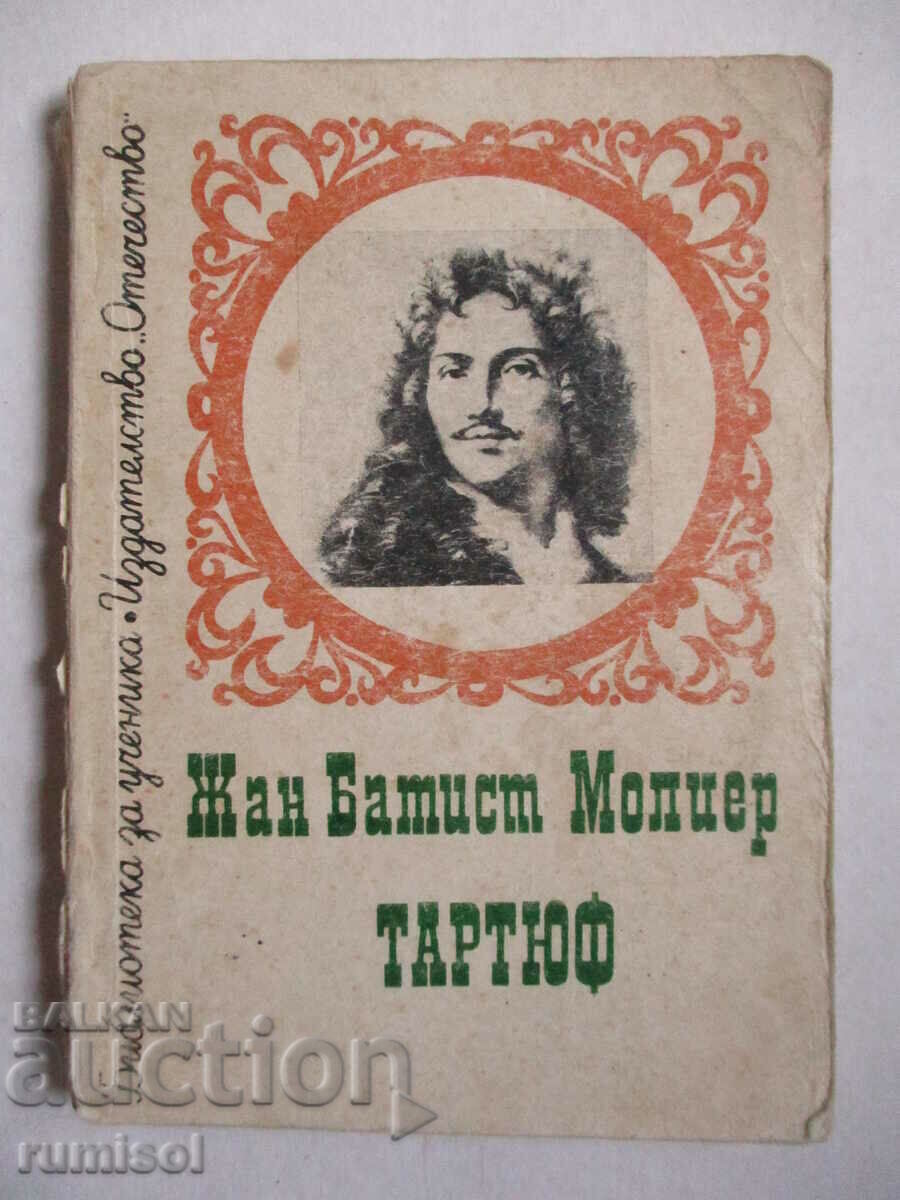 „Библиотека за ученика • Издателство „Отечество“
Жан Батист Молиер
ТАРТЮФ
BALKAN
auction
rumisol